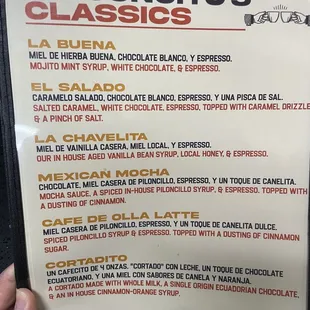 CLASSICS
LA BUENA
MIEL DE HIERBA BUENA, CHOCOLATE BLANCO, Y ESPRESSO.
MOJITO MINT SYRUP, WHITE CHOCOLATE, & ESPRESSO.
EL SALADO
CARAMELO SALADO, CHOCOLATE BLANCO, ESPRESSO, Y UNA PISCA DE SAL.
SALTED CARAMEL, WHITE CHOCOLATE, ESPRESSO, TOPPED WITH CARAMEL DRIZZLE
& A PINCH OF SALT.
LA CHAVELITA
MIEL DE VAINILLA CASERA, MIEL LOCAL, Y ESPRESSO.
OUR IN HOUSE AGED VANILLA BEAN SYRUP, LOCAL HONEY, & ESPRESSO.
MEXICAN MOCHA
CHOCOLATE, MIEL CASERA DE PILONCILLO, ESPRESSO, Y UN TOQUE DE CANELITA.
MOCHA SAUCE, A SPICED IN-HOUSE PILONCILLO SYRUP, & ESPRESSO. TOPPED WITH
A DUSTING OF CINNAMON.
CAFE DE OLLA LATTE
MIEL CASERA DE PILONCILLO, ESPRESSO, Y UN TOQUE DE CANELITA DULCE.
SPICED PILONCILLO SYRUP & ESPRESSO. TOPPED WITH A DUSTING OF CINNAMON
SUGAR.
CORTADITO
UN CAFECITO DE 4 ONZAS. "CORTADO" CON LECHE, UN TOQUE DE CHOCOLATE
ECUATORIANO, Y UNA MIEL CON SABORES DE CANELA Y NARANJA.
A CORTADO MADE WITH WHOLE MILK, A SINGLE ORIGIN ECUADORIAN CHOCOLATE,
& AN IN HOUSE CINNAMON-ORANGE SYRUP.